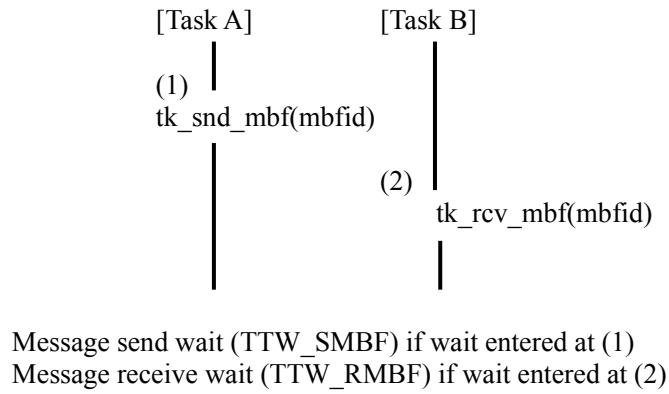 [Task A] [Task B]
(1)
tk_snd_mbf(mbfid)
(2)
tk_rcv_mbf(mbfid)
Message send wait (TTW_SMBF) if wait entered at (1)
Message receive wait (TTW_RMBF) if wait entered at (2)